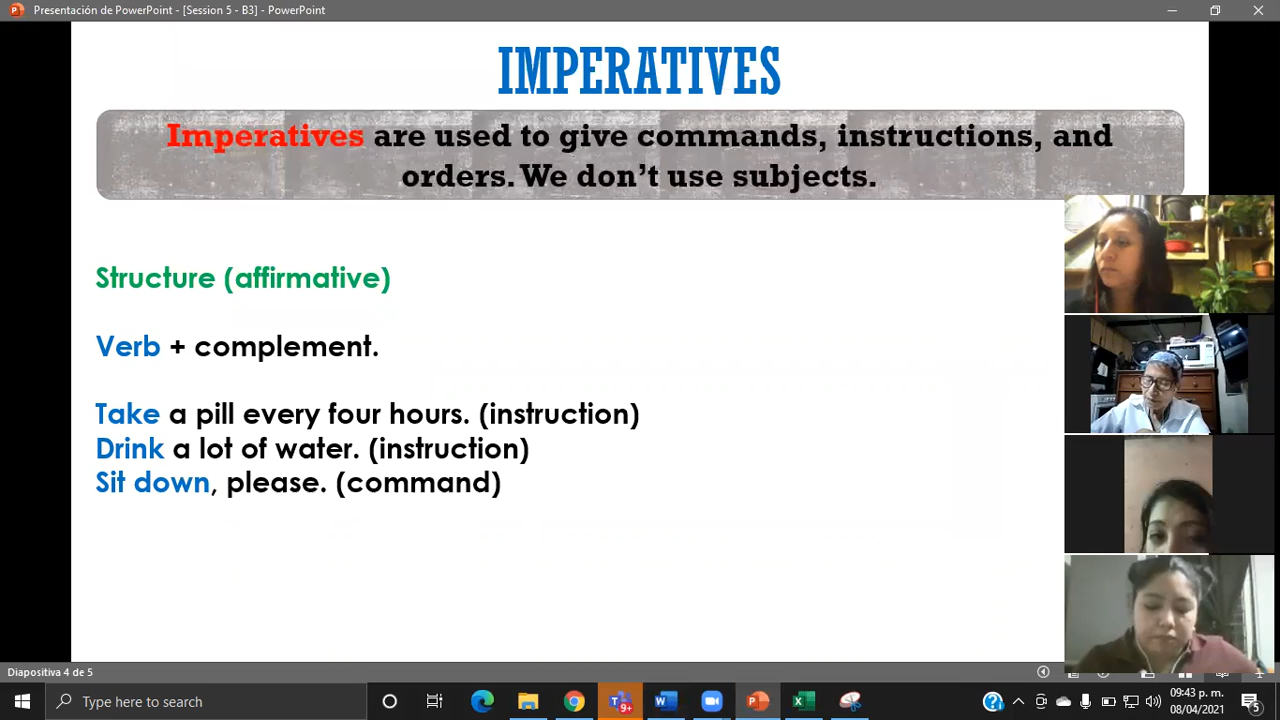 Presentación de PowerPoint - [Session 5 - B3] - PowerPoint
IMPERATIVES
Imperatives are used to give commands, instructions, and
orders. We don't use subjects.
Structure (affirmative)
Verb + complement.
Take a pill every four hours. (instruction)
Drink a lot of water. (instruction)
Sit down, please. (command)
Diapositiva 4 de 5
Type here to search
9+
09:43 p. m.
08/04/2021
5